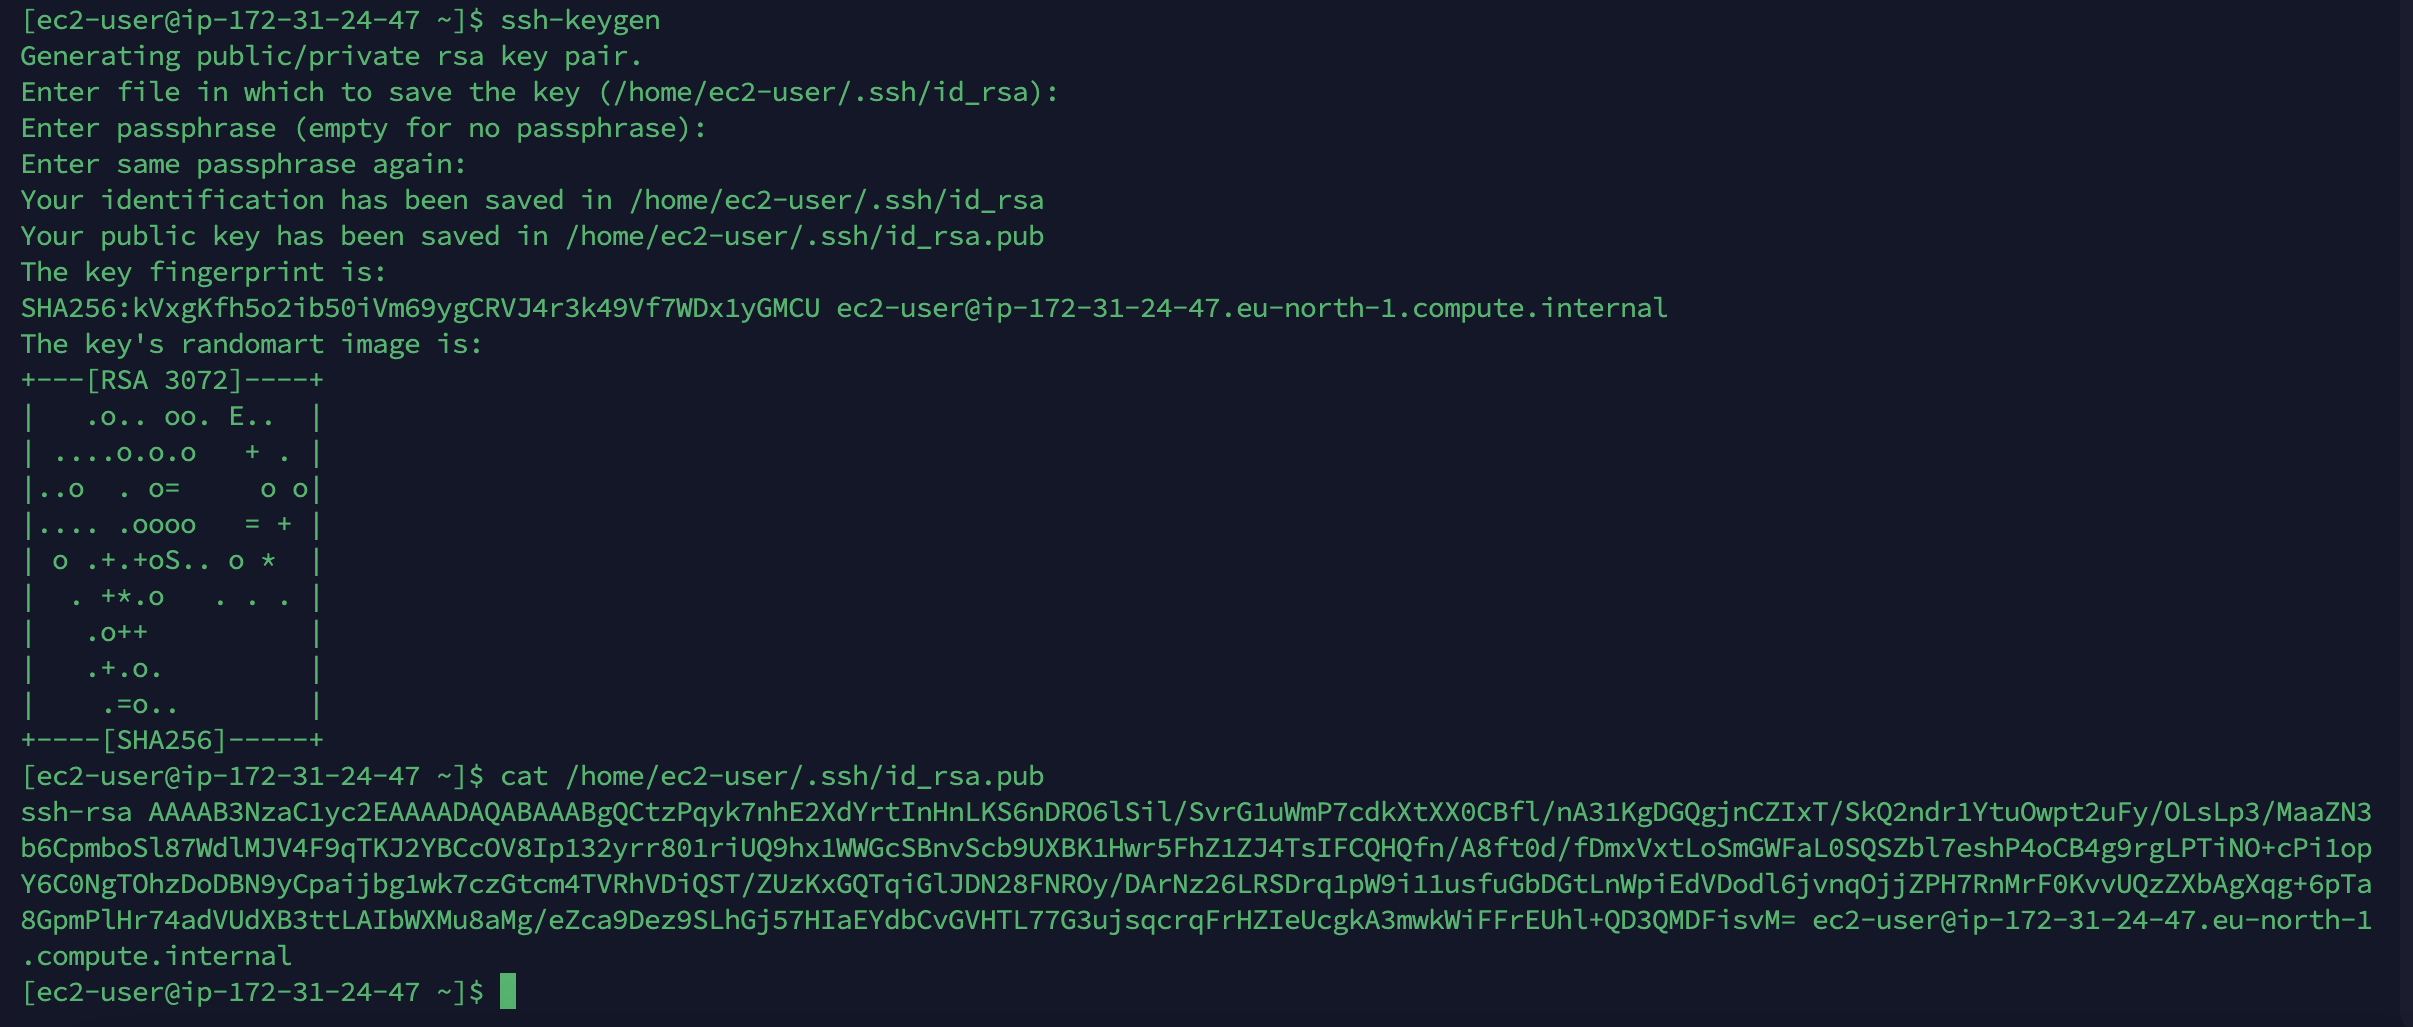 [ec2-user@ip-172-31-24-47 ~]$ ssh-keygen
Generating public/private rsa key pair.
Enter file in which to save the key (/home/ec2-user/.ssh/id_rsa):
Enter passphrase (empty for no passphrase):
Enter same passphrase again:
Your identification has been saved in /home/ec2-user/.ssh/id_rsa
Your public key has been saved in /home/ec2-user/.ssh/id_rsa.pub
The key fingerprint is:
SHA256:kVxgKfh5o2ib50iVm69ygCRVJ4r3k49Vf7WDx1yGMCU ec2-user@ip-172-31-24-47.eu-north-1.compute.internal
The key's randomart image is:
+---[RSA 3072]----+
|   .o.. oo. E..  |
| ....o.o.o   + . |
|..o  . o=     o o|
|.... .oooo   = + |
| o .+.+oS.. o *  |
|  . +*.o   . . . |
|   .o++          |
|   .+.o.         |
|    .=o..        |
+----[SHA256]-----+
[ec2-user@ip-172-31-24-47 ~]$ cat /home/ec2-user/.ssh/id_rsa.pub
ssh-rsa AAAAB3NzaC1yc2EAAAADAQABAAABgQCtzPqyk7nhE2XdYrtInHnLKS6nDRO6lSil/SvrG1uWmP7cdkXtXX0CBfl/nA31KgDGQgjnCZIxT/SkQ2ndr1YtuOwpt2uFy/OLsLp3/MaaZN3
b6CpmboSl87WdlMJV4F9qTKJ2YBCcOV8Ip132yrr801riUQ9hx1WWGcSBnvScb9UXBK1Hwr5FhZ1ZJ4TsIFCQHQfn/A8ft0d/fDmxVxtLoSmGWFaL0SQSZbl7eshP4oCB4g9rgLPTiNO+cPi1op
Y6C0NgTOhzDoDBN9yCpaijbg1wk7czGtcm4TVRhVDiQST/ZUzKxGQTqiGlJDN28FNROy/DArNz26LRSDrq1pW9i11usfuGbDGtLnWpiEdVDodl6jvnqOjjZPH7RnMrF0KvvUQzZXbAgXqg+6pTa
8GpmPlHr74adVUdXB3ttLAIbWXMu8aMg/eZca9Dez9SLhGj57HIaEYdbCvGVHTL77G3ujsqcrqFrHZIeUcgkA3mwkWiFFrEUhl+QD3QMDFisvM= ec2-user@ip-172-31-24-47.eu-north-1
.compute.internal
[ec2-user@ip-172-31-24-47 ~]$